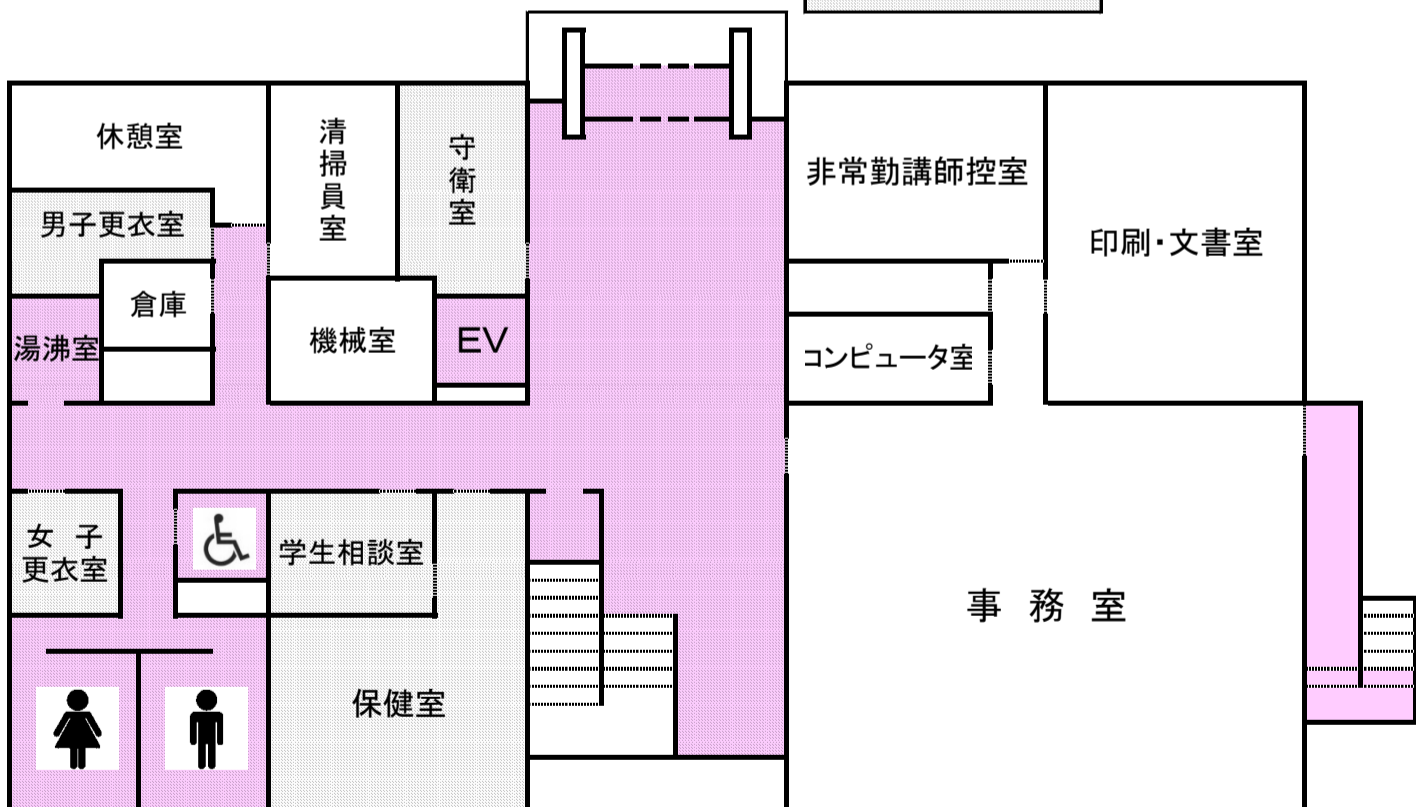 休憩室
清掃員室
守衛室
非常勤講師控室
男子更衣室
印刷・文書室
倉庫
湯沸室
機械室
EV
コンピュータ室
女 子
更衣室
学生相談室
事 務 室
保健室